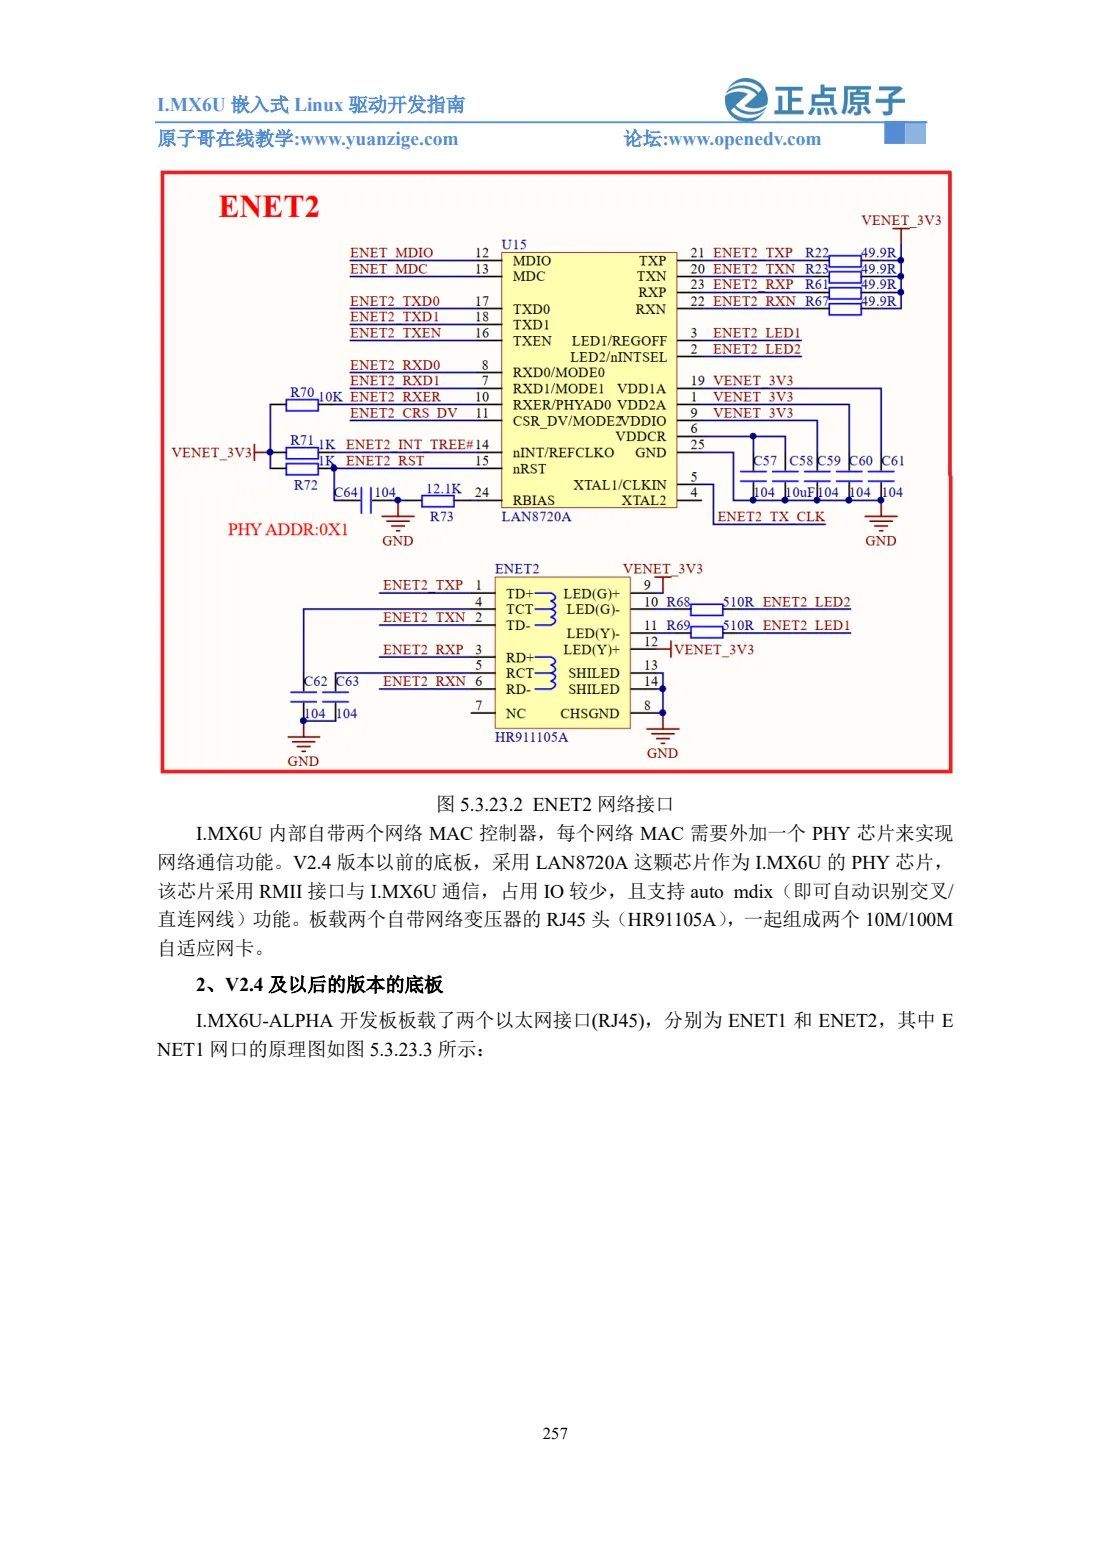 I.MX6U 嵌入式 Linux 驱动开发指南
正点原子
原子哥在线教学:www.yuanzige.com 论坛:www.openedv.com
ENET2
VENET_3V3
U15
ENET_MDIO 12 MDIO TXP 21 ENET2_TXP R22 49.9R
ENET_MDC 13 MDC TXN 20 ENET2_TXN R23 49.9R
RXP 23 ENET2_RXP R61 49.9R
ENET2_TXD0 17 TXD0 RXN 22 ENET2_RXN R67 49.9R
ENET2_TXD1 18 TXD1
ENET2_TXEN 16 TXEN LED1/REGOFF 3 ENET2_LED1
LED2/nINTSEL 2 ENET2_LED2
ENET2_RXD0 8 RXD0/MODE0
ENET2_RXD1 7 RXD1/MODE1 VDD1A 19 VENET_3V3
R70 10K ENET2_RXER 10 RXER/PHYAD0 VDD2A 1 VENET_3V3
ENET2_CRS_DV 11 CSR_DV/MODE2 VDDIO 9 VENET_3V3
VDDCR 6
VENET_3V3 R71 1K ENET2_INT_TREE# 14 nINT/REFCLKO GND 25
R72 1K ENET2_RST 15 nRST
C57 C58 C59 C60 C61
104 10uF 104 104 104
XTAL1/CLKIN 5
C64 104 12.1K R73 24 RBIAS XTAL2 4
LAN8720A
ENET2_TX_CLK
PHY ADDR:0X1
GND
GND
ENET2
VENET_3V3
ENET2_TXP 1 TD+ LED(G)+ 9
4 TCT LED(G)- 10 R68 510R ENET2_LED2
ENET2_TXN 2 TD-
LED(Y)- 11 R69 510R ENET2_LED1
ENET2_RXP 3 RD+ LED(Y)+ 12 VENET_3V3
5 RCT SHILED 13
ENET2_RXN 6 RD- SHILED 14
C62 C63
104 104
7 NC CHSGND 8
HR911105A
GND
GND
图 5.3.23.2 ENET2 网络接口
I.MX6U 内部自带两个网络 MAC 控制器，每个网络 MAC 需要外加一个 PHY 芯片来实现
网络通信功能。V2.4 版本以前的底板，采用 LAN8720A 这颗芯片作为 I.MX6U 的 PHY 芯片，
该芯片采用 RMII 接口与 I.MX6U 通信，占用 IO 较少，且支持 auto mdix（即可自动识别交叉/
直连网线）功能。板载两个自带网络变压器的 RJ45 头（HR91105A），一起组成两个 10M/100M
自适应网卡。
2、V2.4 及以后的版本的底板
I.MX6U-ALPHA 开发板板载了两个以太网接口(RJ45)，分别为 ENET1 和 ENET2，其中 E
NET1 网口的原理图如图 5.3.23.3 所示：
257